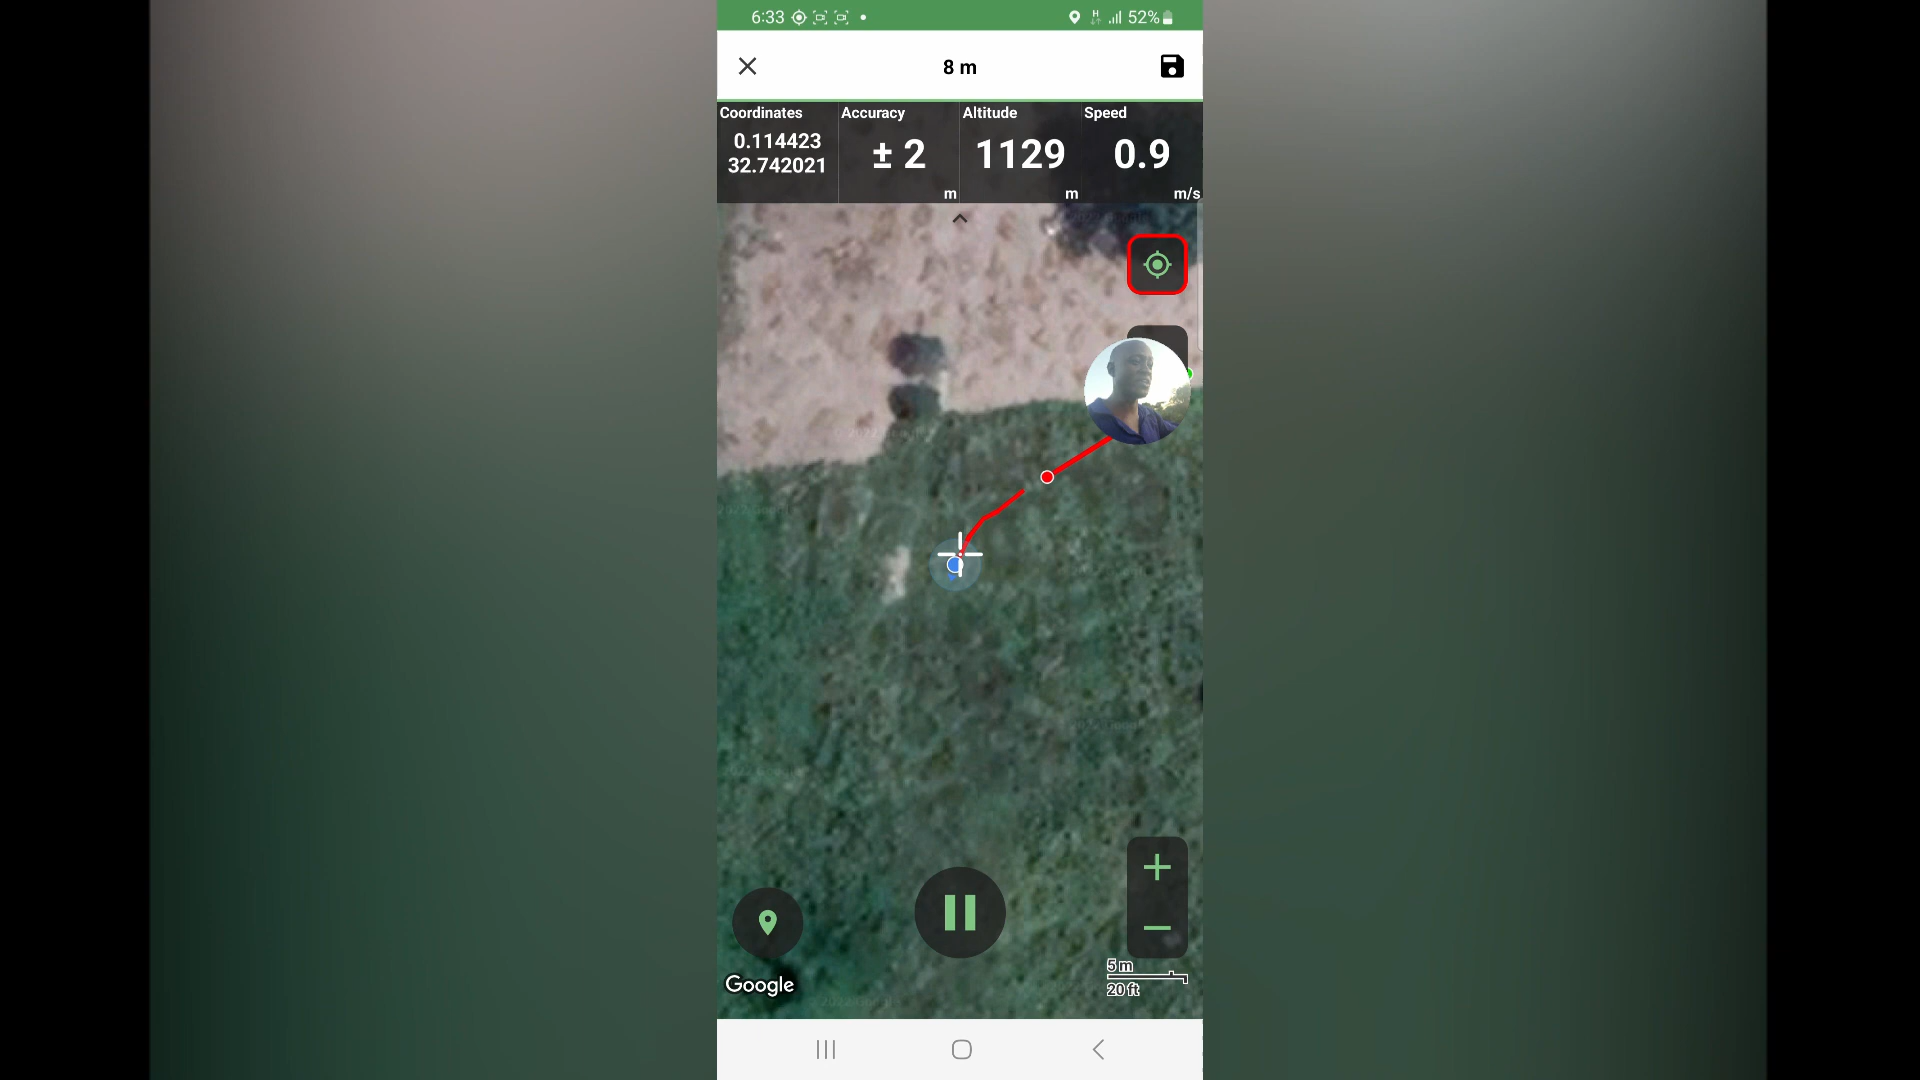 6:33
52%
8 m
Coordinates
Accuracy
Altitude
Speed
0.114423
32.742021
± 2
1129
0.9
m
m
m/s
5 m
20 ft
Google